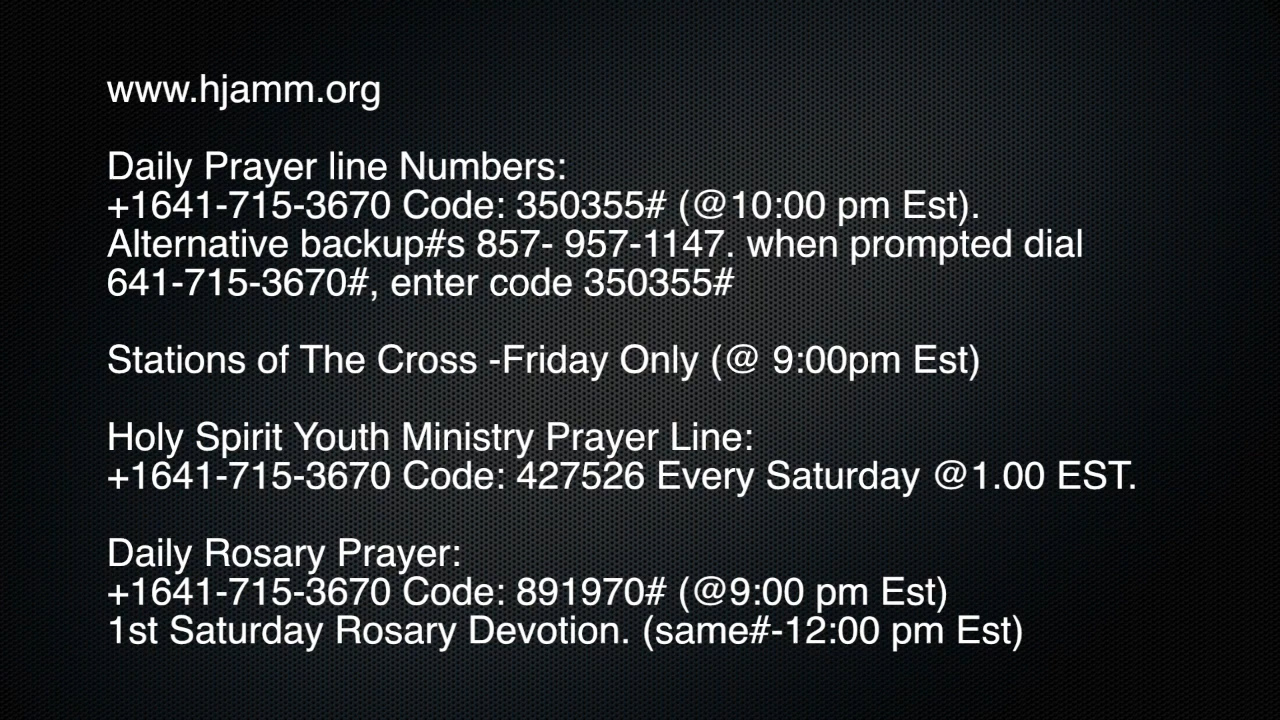 www.hjamm.org
Daily Prayer line Numbers:
+1641-715-3670 Code: 350355# (@10:00 pm Est).
Alternative backup#s 857- 957-1147. when prompted dial
641-715-3670#, enter code 350355#
Stations of The Cross -Friday Only (@ 9:00pm Est)
Holy Spirit Youth Ministry Prayer Line:
+1641-715-3670 Code: 427526 Every Saturday @1.00 EST.
Daily Rosary Prayer:
+1641-715-3670 Code: 891970# (@9:00 pm Est)
1st Saturday Rosary Devotion. (same#-12:00 pm Est)